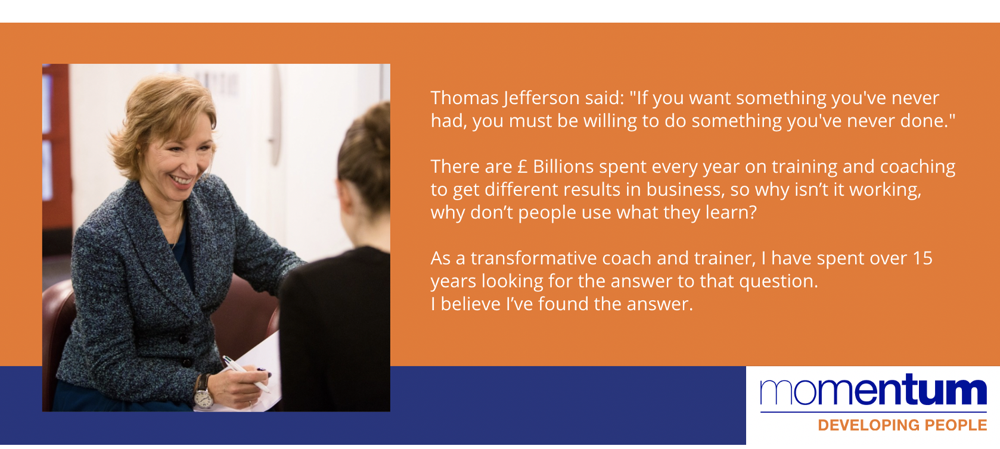 Thomas Jefferson said: "If you want something you've never
had, you must be willing to do something you've never done."
There are £ Billions spent every year on training and coaching
to get different results in business, so why isn’t it working,
why don’t people use what they learn?
As a transformative coach and trainer, I have spent over 15
years looking for the answer to that question.
I believe I’ve found the answer.
momentum
DEVELOPING PEOPLE